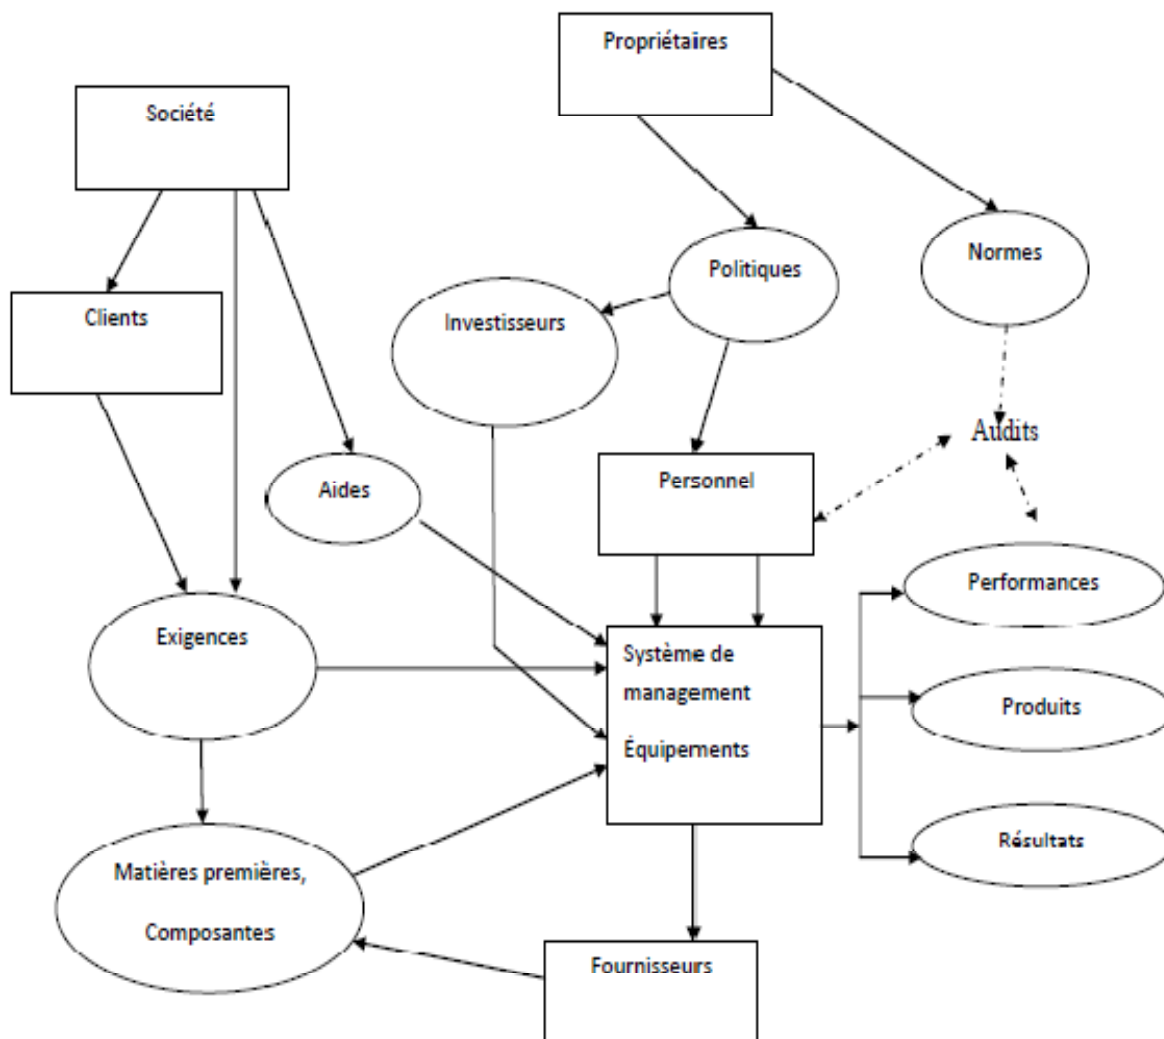 Propriétaires
Société
Politiques
Normes
Clients
Investisseurs
Audits
Personnel
Aides
Performances
Exigences
Système de
management
Équipements
Produits
Résultats
Matières premières,
Composantes
Fournisseurs